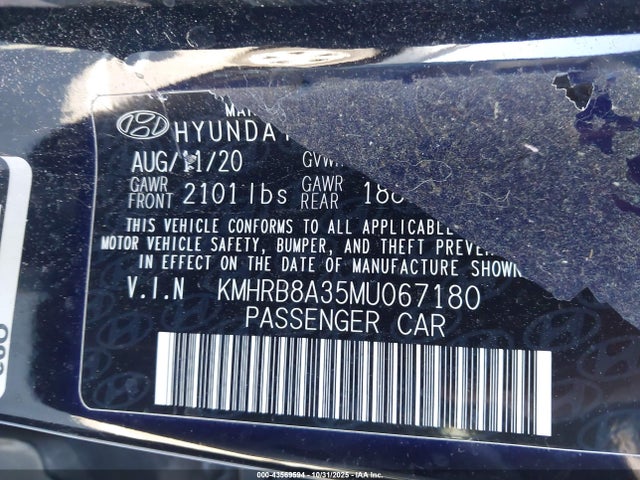 HYUNDAI
AUG/11/20
GAWR FRONT 2101 lbs GAWR REAR
THIS VEHICLE CONFORMS TO ALL APPLICABLE
MOTOR VEHICLE SAFETY, BUMPER, AND THEFT
IN EFFECT ON THE DATE OF MANUFACTURE SHOWN
V.I.N KMHRB8A35MU067180
PASSENGER CAR
000-43569594 - 10/31/2025 - IAA Inc.